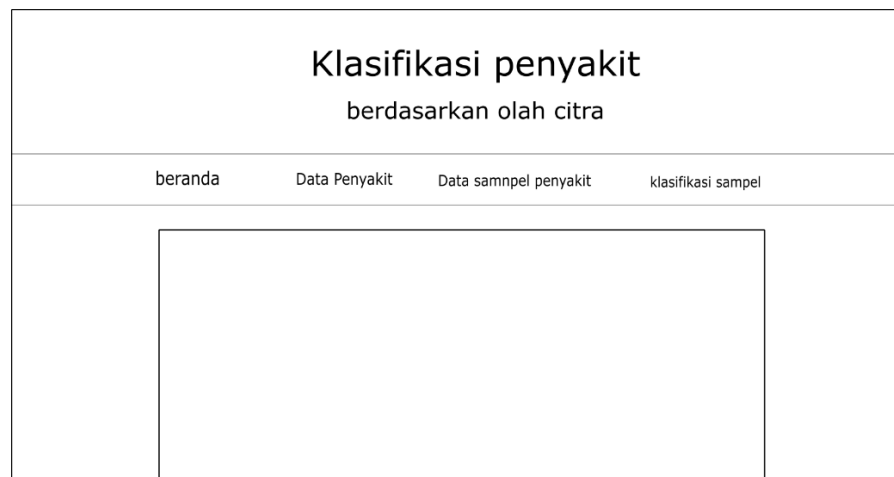 Klasifikasi penyakit
berdasarkan olah citra
beranda Data Penyakit Data samnpel penyakit klasifikasi sampel